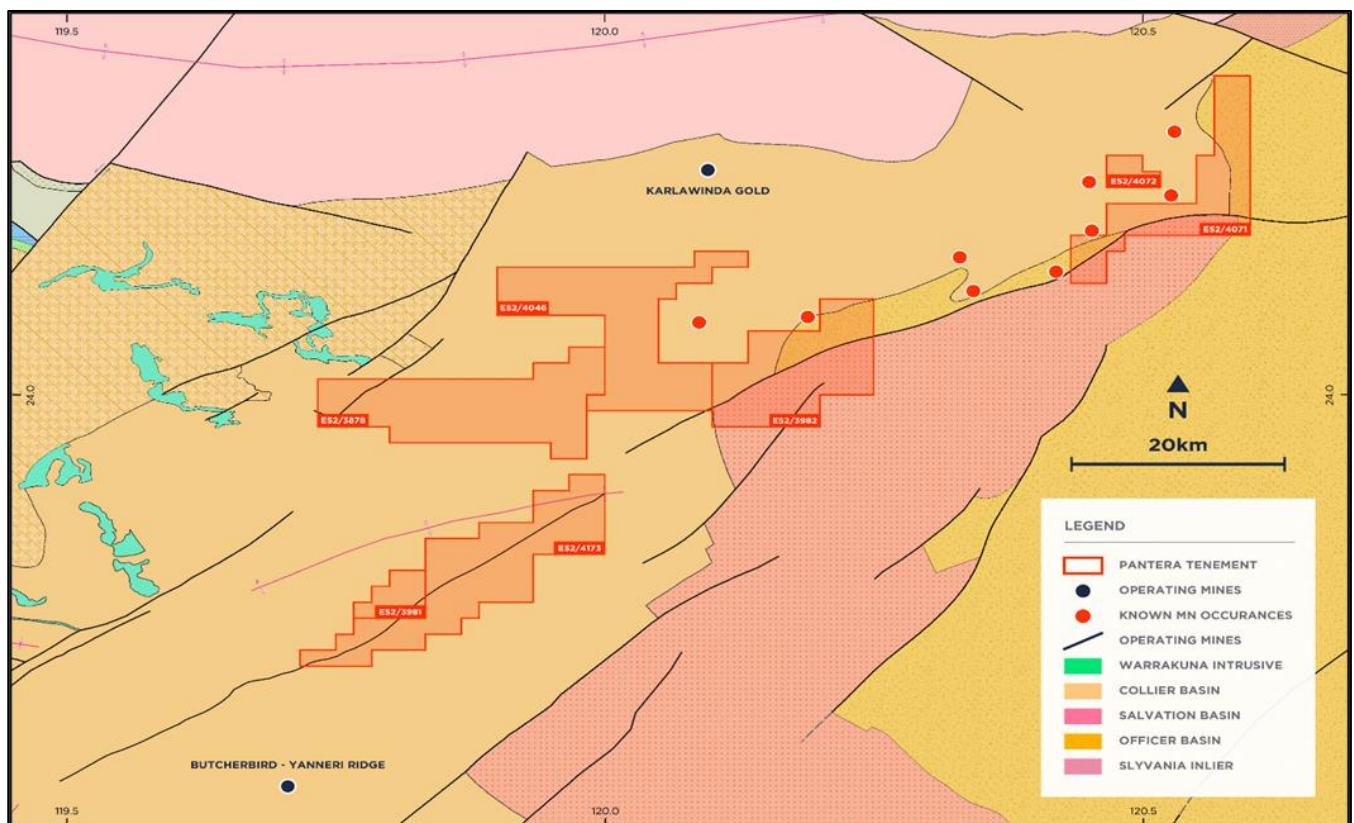 119.5
120.0
120.5
KARLAWINDA GOLD
E52/4072
E52/4071
E52/4046
24.0
24.0
E52/3878
E52/3982
N
20km
E52/4173
E52/3981
BUTCHERBIRD - YANNERI RIDGE
LEGEND
PANTERA TENEMENT
OPERATING MINES
KNOWN MN OCCURANCES
OPERATING MINES
WARRAKUNA INTRUSIVE
COLLIER BASIN
SALVATION BASIN
OFFICER BASIN
SLYVANIA INLIER
119.5
120.0
120.5